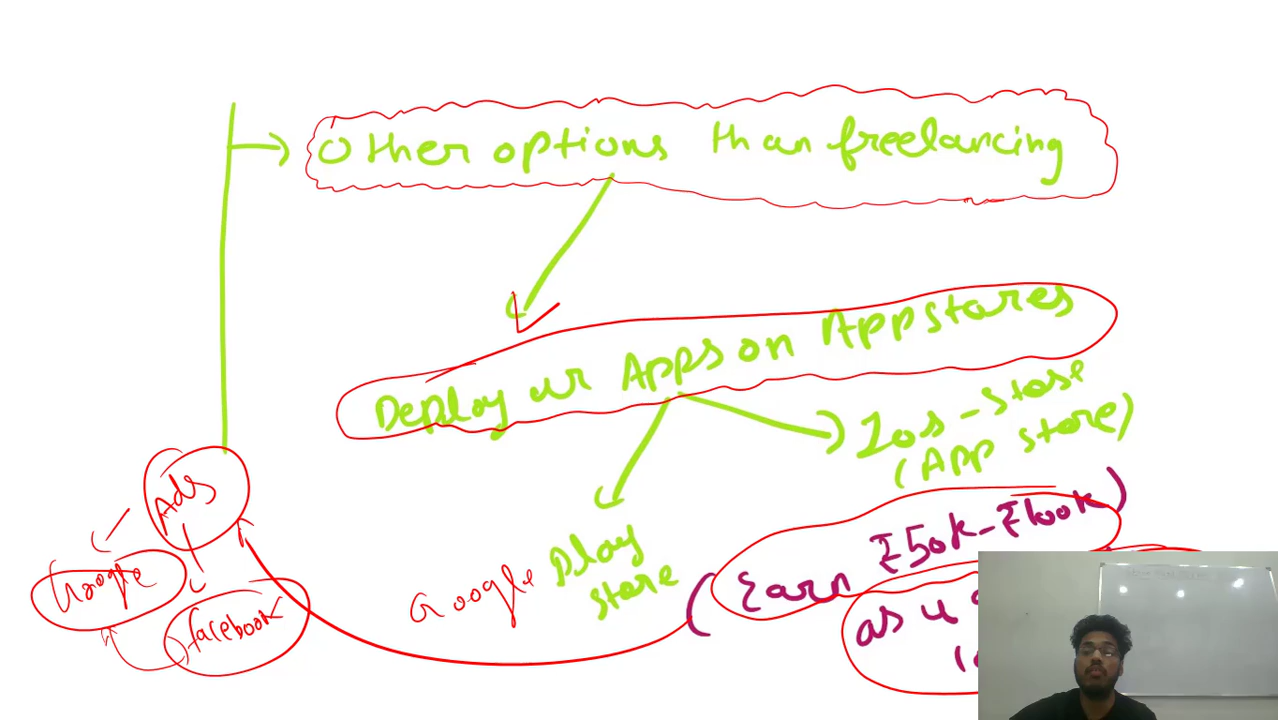 Other options than freelancing
Deploy ur Apps on Appstores
Ios-Store
(App store)
Google Play
store
(Earn ₹50k-₹100k)
as u
Ads
Google
facebook